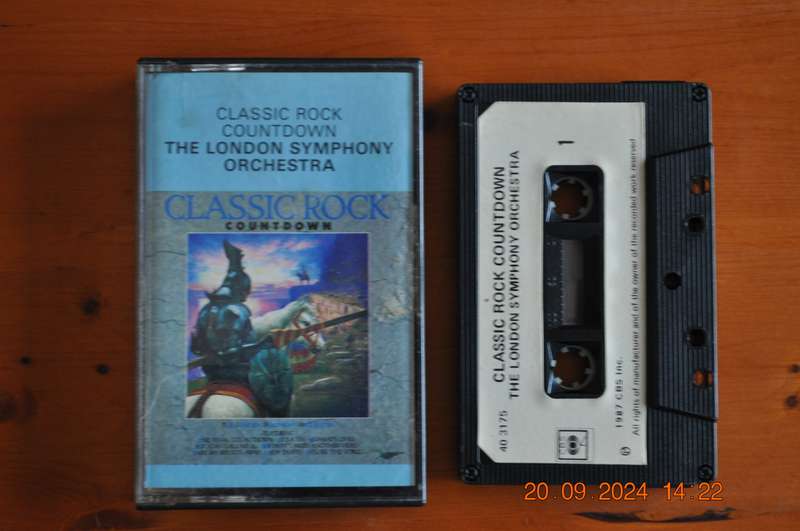 CLASSIC ROCK
COUNTDOWN
THE LONDON SYMPHONY
ORCHESTRA
CLASSIC ROCK
COUNTDOWN
1
CLASSIC ROCK COUNTDOWN
THE LONDON SYMPHONY ORCHESTRA
40 3175
CBS
℗ 1987 CBS Inc.
All rights of manufacturer and of the owner of the recorded work reserved
20.09.2024 14:22